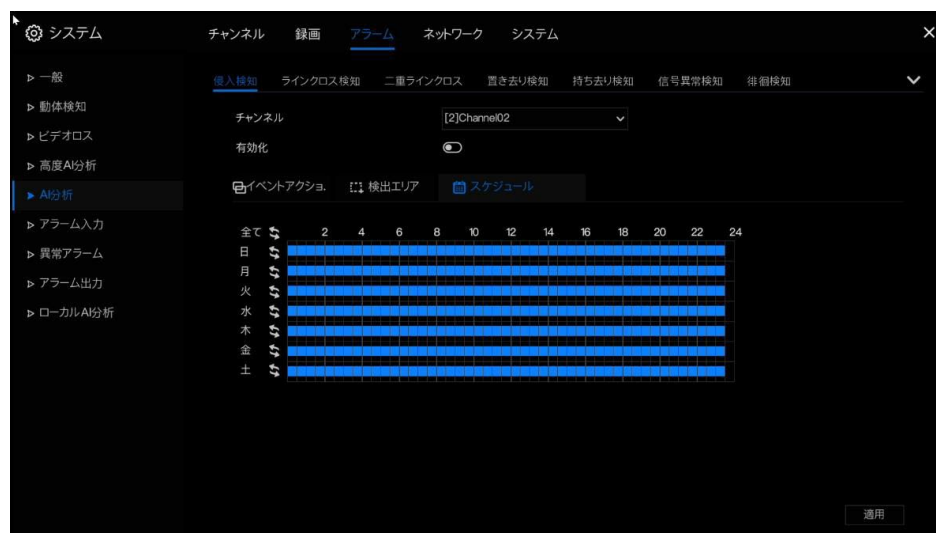 システム チャンネル 録画 アラーム ネットワーク システム
一般 侵入検知 ラインクロス検知 二重ラインクロス 置き去り検知 持ち去り検知 信号異常検知 徘徊検知
動体検知 チャンネル [2]Channel02
ビデオロス 有効化
高度AI分析
AI分析 イベントアクショ. 検出エリア スケジュール
アラーム入力 全て 2 4 6 8 10 12 14 16 18 20 22 24
異常アラーム 日
月
アラーム出力 火
ローカル AI分析 水
木
金
土
適用